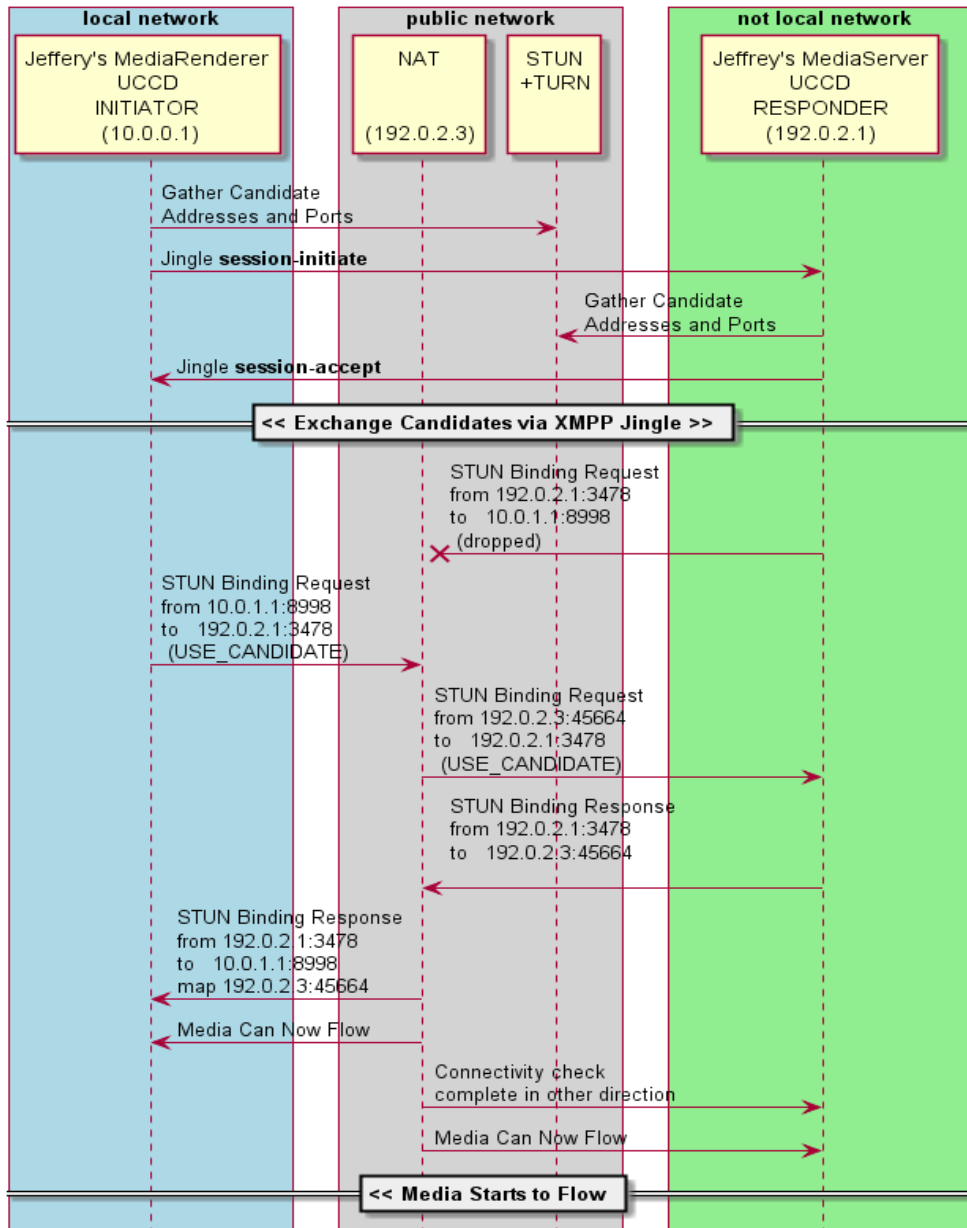 local network
public network
not local network
Jeffery's MediaRenderer
UCCD
INITIATOR
(10.0.0.1)
NAT
(192.0.2.3)
STUN
+TURN
Jeffrey's MediaServer
UCCD
RESPONDER
(192.0.2.1)
Gather Candidate
Addresses and Ports
Jingle session-initiate
Gather Candidate
Addresses and Ports
Jingle session-accept
<< Exchange Candidates via XMPP Jingle >>
STUN Binding Request
from 192.0.2.1:3478
to 10.0.1.1:8998
(dropped)
STUN Binding Request
from 10.0.1.1:8998
to 192.0.2.1:3478
(USE_CANDIDATE)
STUN Binding Request
from 192.0.2.3:45664
to 192.0.2.1:3478
(USE_CANDIDATE)
STUN Binding Response
from 192.0.2.1:3478
to 192.0.2.3:45664
STUN Binding Response
from 192.0.2.1:3478
to 10.0.1.1:8998
map 192.0.2.3:45664
Media Can Now Flow
Connectivity check
complete in other direction
Media Can Now Flow
<< Media Starts to Flow